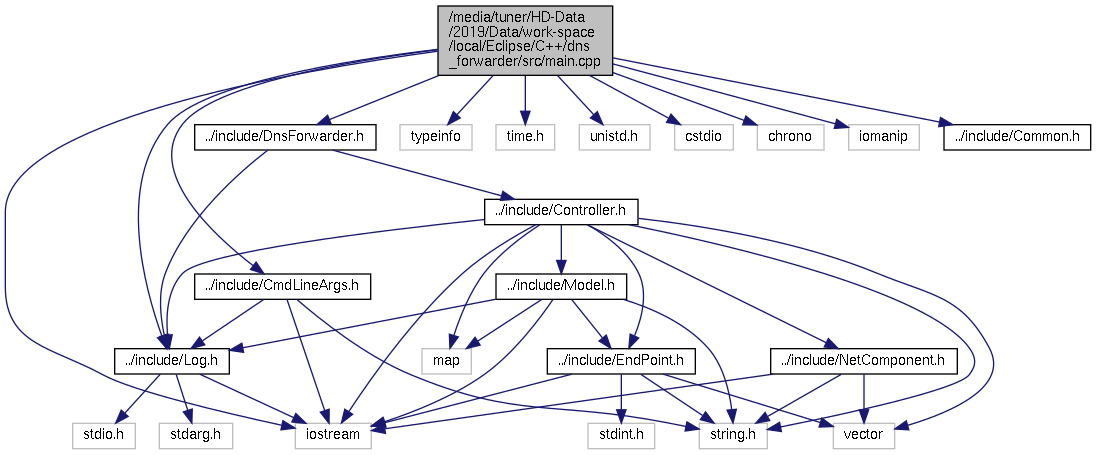 /media/tuner/HD-Data
/2019/Data/work-space
/local/Eclipse/C++/dns
_forwarder/src/main.cpp
../include/DnsForwarder.h
typeinfo
time.h
unistd.h
cstdio
chrono
iomanip
../include/Common.h
../include/Controller.h
../include/CmdLineArgs.h
../include/Model.h
../include/Log.h
map
../include/EndPoint.h
../include/NetComponent.h
stdio.h
stdarg.h
iostream
stdint.h
string.h
vector